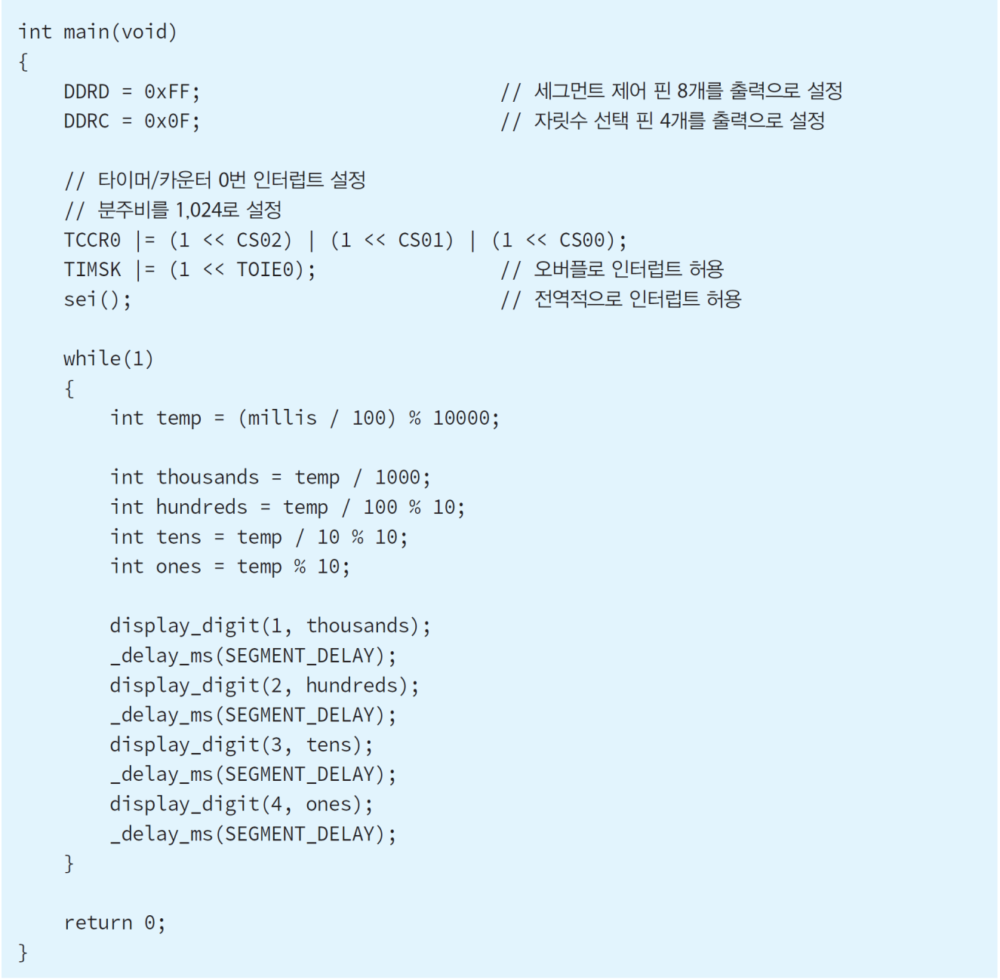 int main(void)
{
    DDRD = 0xFF;                          // 세그먼트 제어 핀 8개를 출력으로 설정
    DDRC = 0x0F;                          // 자릿수 선택 핀 4개를 출력으로 설정

    // 타이머/카운터 0번 인터럽트 설정
    // 분주비를 1,024로 설정
    TCCR0 |= (1 << CS02) | (1 << CS01) | (1 << CS00);
    TIMSK |= (1 << TOIE0);                // 오버플로 인터럽트 허용
    sei();                                // 전역적으로 인터럽트 허용

    while(1)
    {
        int temp = (millis / 100) % 10000;

        int thousands = temp / 1000;
        int hundreds = temp / 100 % 10;
        int tens = temp / 10 % 10;
        int ones = temp % 10;

        display_digit(1, thousands);
        _delay_ms(SEGMENT_DELAY);
        display_digit(2, hundreds);
        _delay_ms(SEGMENT_DELAY);
        display_digit(3, tens);
        _delay_ms(SEGMENT_DELAY);
        display_digit(4, ones);
        _delay_ms(SEGMENT_DELAY);
    }

    return 0;
}